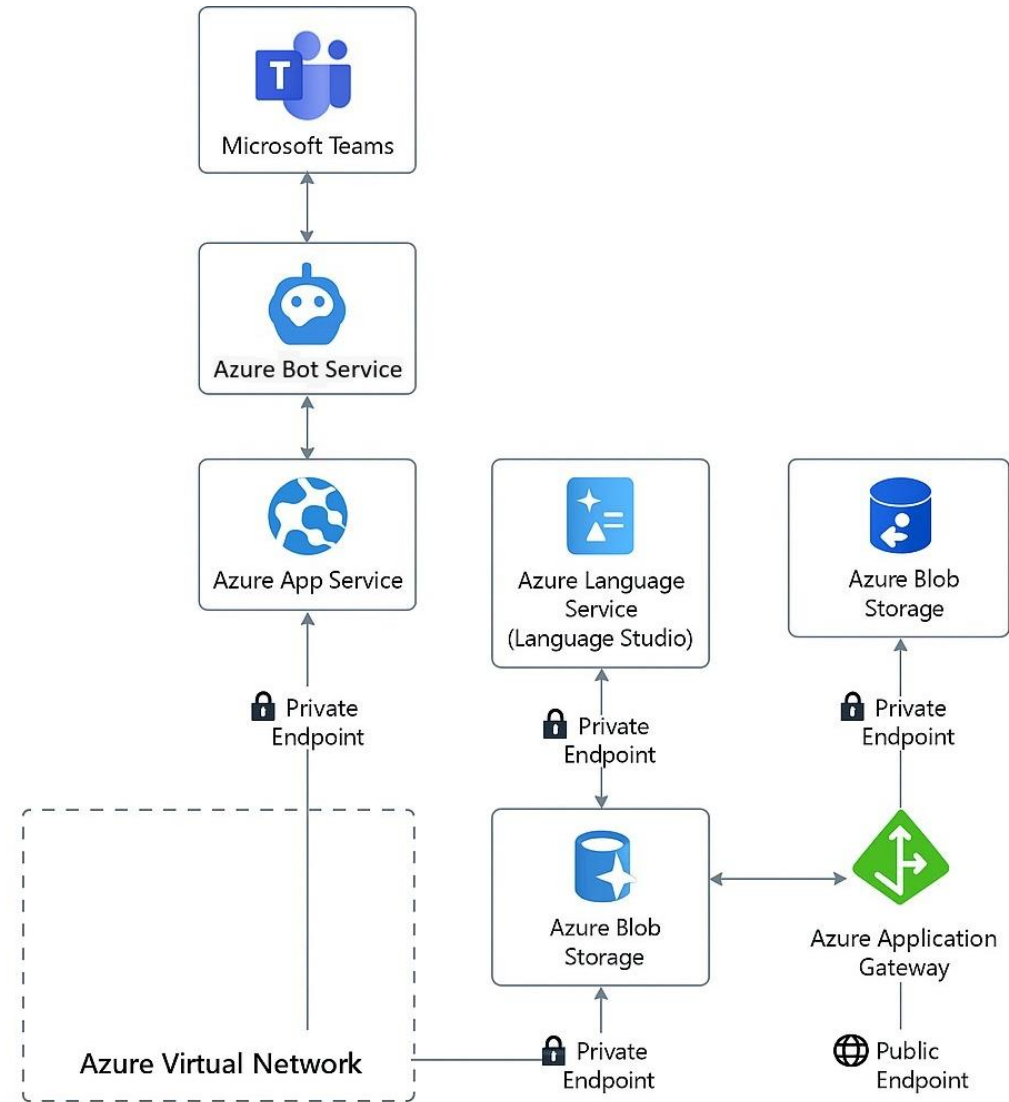 T
Microsoft Teams
Azure Bot Service
Azure App Service
Azure Language
Service
(Language Studio)
Azure Blob
Storage
Private
Endpoint
Private
Endpoint
Private
Endpoint
Azure Blob
Storage
Azure Application
Gateway
Azure Virtual Network
Private
Endpoint
Public
Endpoint